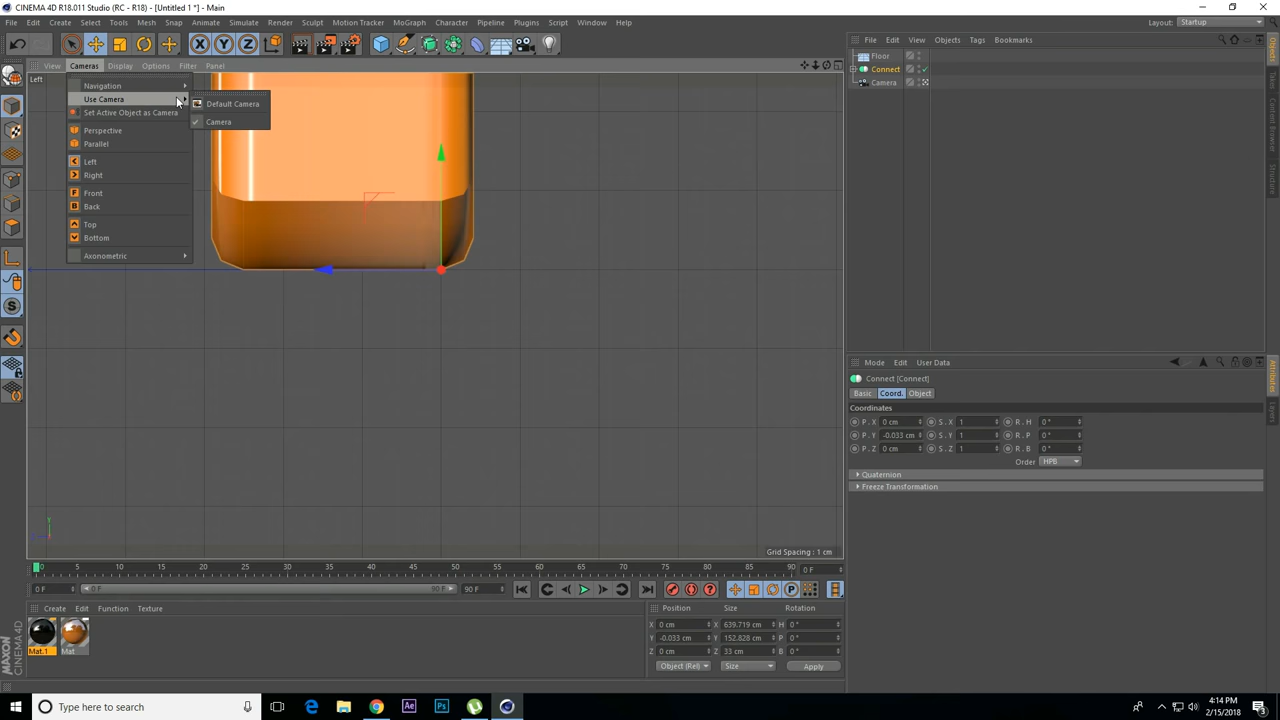 CINEMA 4D R18.011 Studio (RC - R18) - [Untitled 1 *] - Main
File Edit Create Select Tools Mesh Snap Animate Simulate Render Sculpt Motion Tracker MoGraph Character Pipeline Plugins Script Window Help
Layout: Startup
File Edit View Objects Tags Bookmarks
View Cameras Display Options Filter Panel
Left
Navigation
Use Camera
Set Active Object as Camera
Perspective
Parallel
Left
Right
Front
Back
Top
Bottom
Axonometric
Default Camera
Camera
Floor
Connect
Camera
Objects
Content Browser
Structure
Mode Edit User Data
Connect [Connect]
Basic Coord. Object
Coordinates
P . X 0 cm S . X 1 R . H 0 °
P . Y -0.033 cm S . Y 1 R . P 0 °
P . Z 0 cm S . Z 1 R . B 0 °
Order HPB
Quaternion
Freeze Transformation
Attributes
Layers
Y
Grid Spacing : 1 cm
0 5 10 15 20 25 30 35 40 45 50 55 60 65 70 75 80 85 90 0 F
0 F 0 F 90 F 90 F
Create Edit Function Texture
Mat.1 Mat
Position Size Rotation
X 0 cm X 639.719 cm H 0 °
Y -0.033 cm Y 152.828 cm P 0 °
Z 0 cm Z 33 cm B 0 °
Object (Rel) Size Apply
MAXON
CINEMA 4D
Type here to search
4:14 PM
2/15/2018